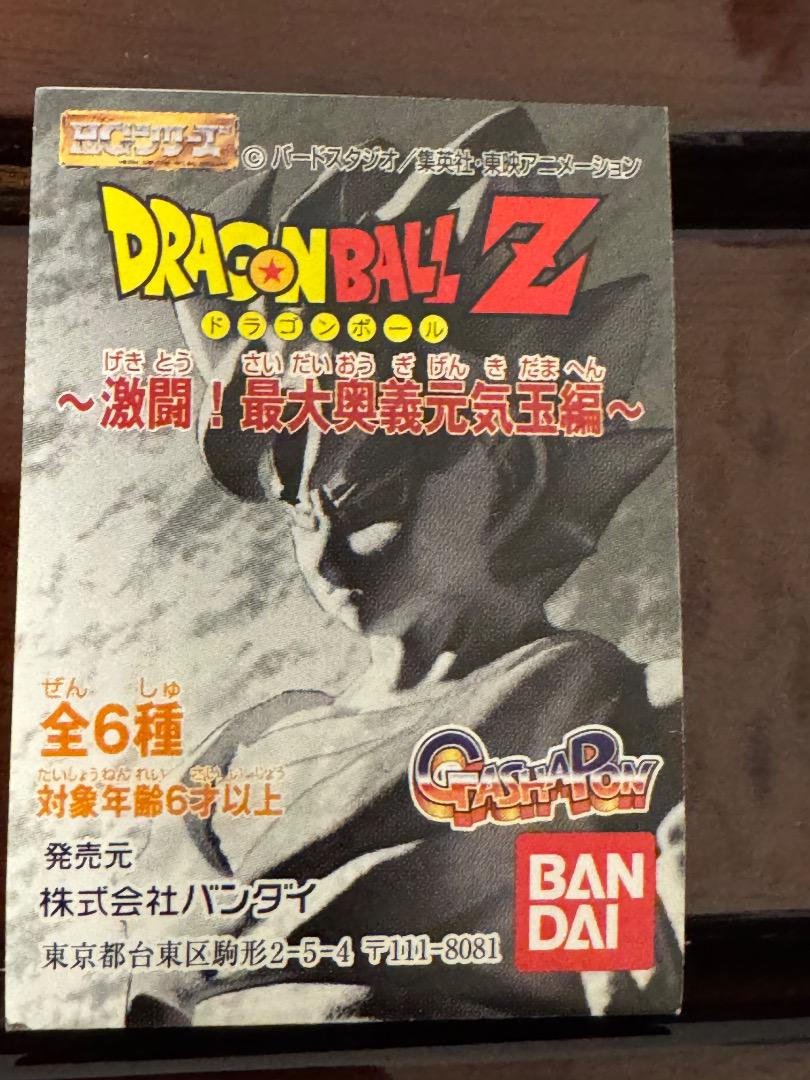 HGシリーズ
© バードスタジオ／集英社・東映アニメーション
DRAGONBALL Z
ドラゴンボール
げきとう さいだいおうぎげんきだまへん
～激闘！最大奥義元気玉編～
ぜん しゅ
全6種
たいしょうねんれい さいいじょう
対象年齢6才以上
GASHAPON
発売元
株式会社バンダイ
BAN
DAI
東京都台東区駒形2-5-4 〒111-8081